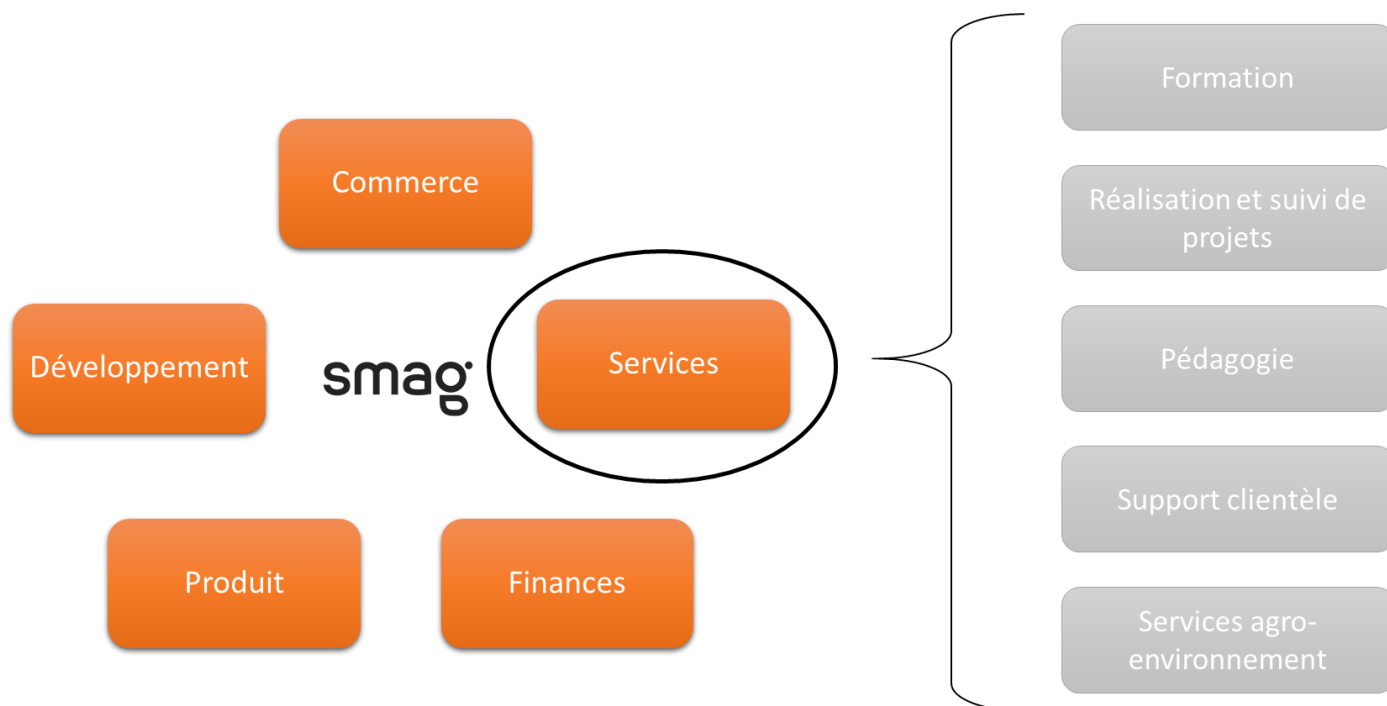 Commerce
Développement
smag
Services
Produit
Finances
Formation
Réalisation et suivi de
projets
Pédagogie
Support clientèle
Services agro-
environnement